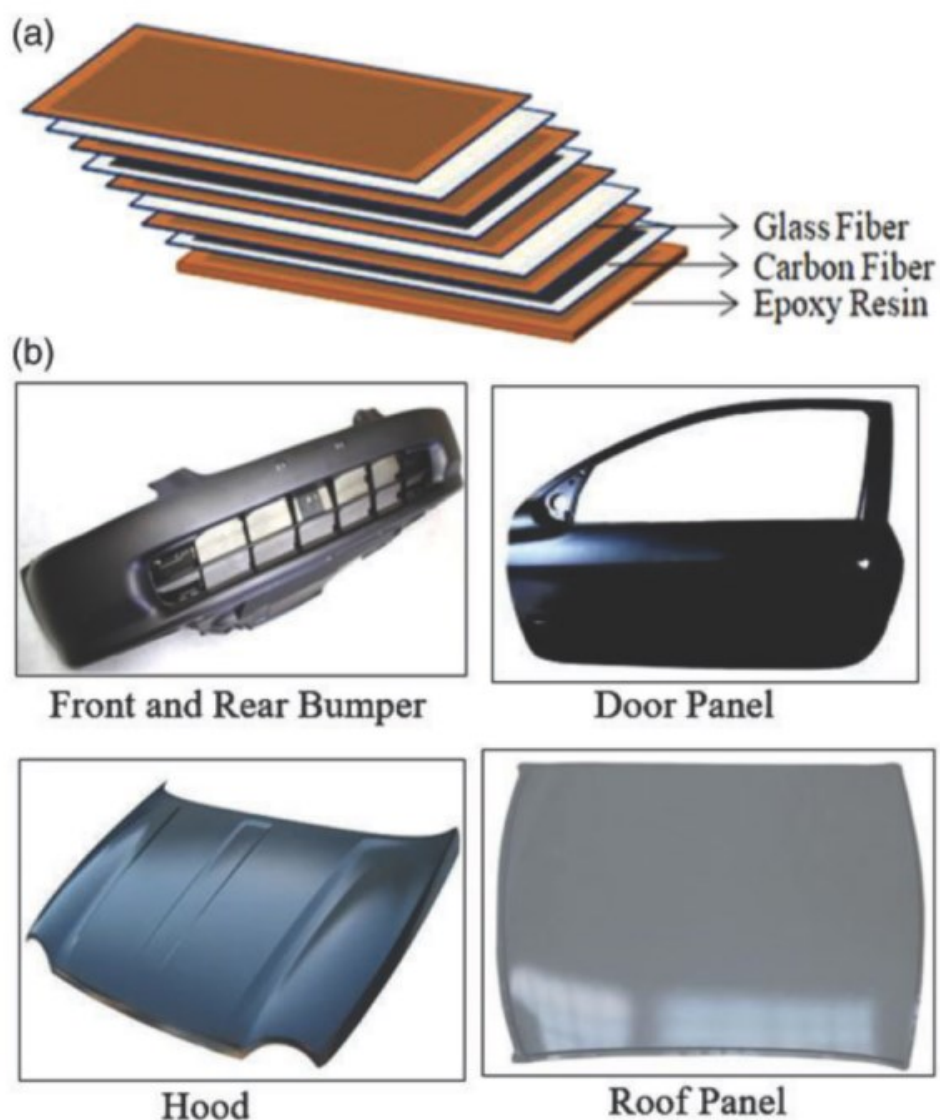 (a)
Glass Fiber
Carbon Fiber
Epoxy Resin
(b)
Front and Rear Bumper
Door Panel
Hood
Roof Panel